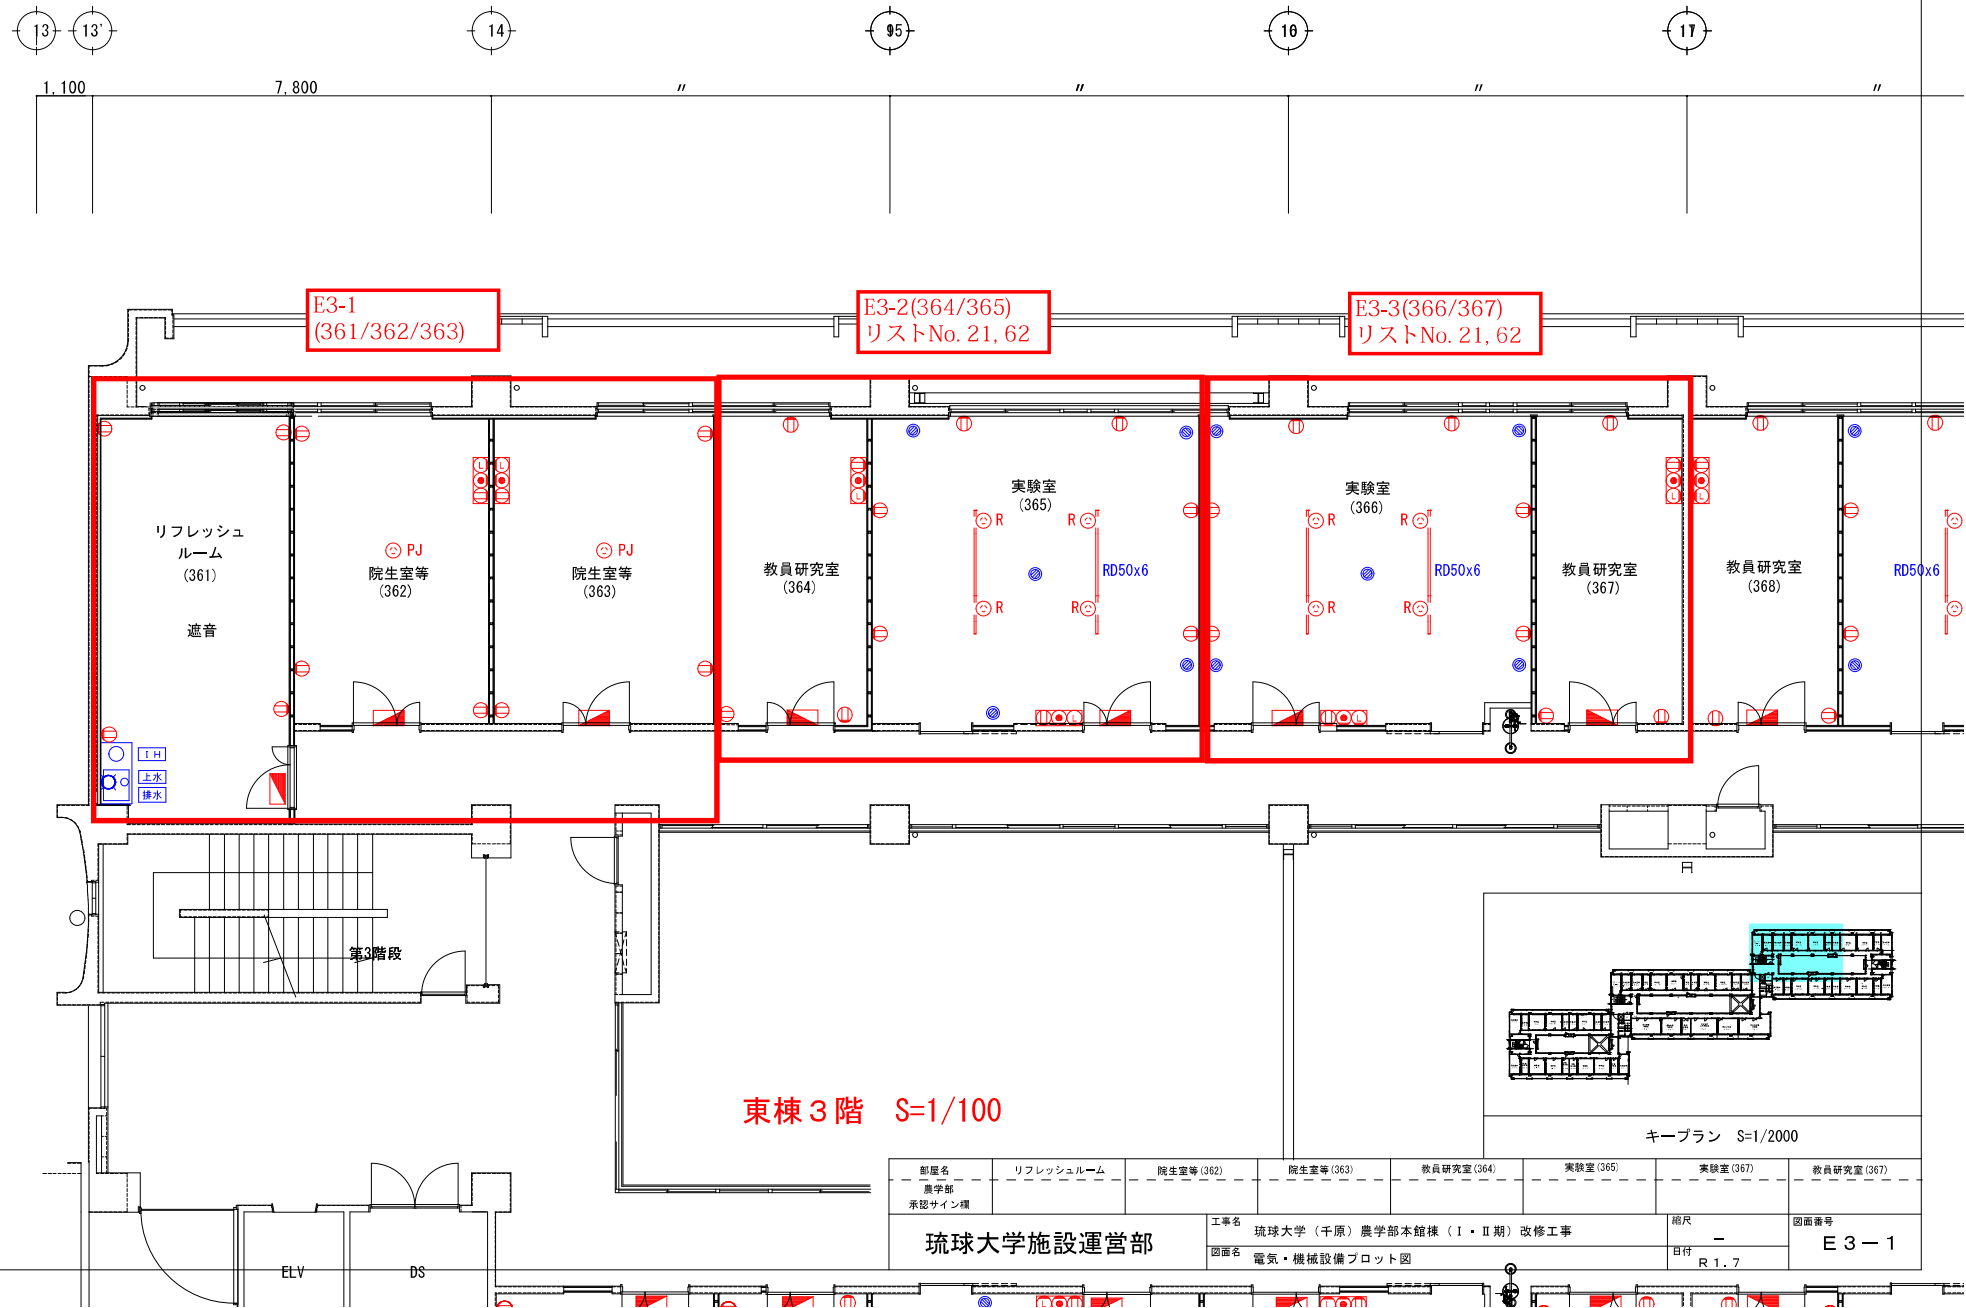 13
13'
14
16
17
1,100
7,800
〃
〃
〃
〃
E3-1
(361/362/363)
E3-2(364/365)
リストNo. 21, 62
E3-3(366/367)
リストNo. 21, 62
リフレッシュ
ルーム
(361)
遮音
PJ
院生室等
(362)
PJ
院生室等
(363)
教員研究室
(364)
実験室
(365)
R
R
R
R
RD50x6
実験室
(366)
R
R
R
R
RD50x6
教員研究室
(367)
教員研究室
(368)
RD50x6
L
L
L
L
L
L
IH
上水
排水
第3階段
東棟3階 S=1/100
ELV
DS
キープラン S=1/2000
部屋名
リフレッシュルーム
院生室等(362)
院生室等(363)
教員研究室(364)
実験室(365)
実験室(367)
教員研究室(367)
農学部
承認サイン欄
琉球大学施設運営部
工事名
琉球大学（千原）農学部本館棟（Ⅰ・Ⅱ期）改修工事
図面名
電気・機械設備プロット図
縮尺
－
日付
R1.7
図面番号
E3－1